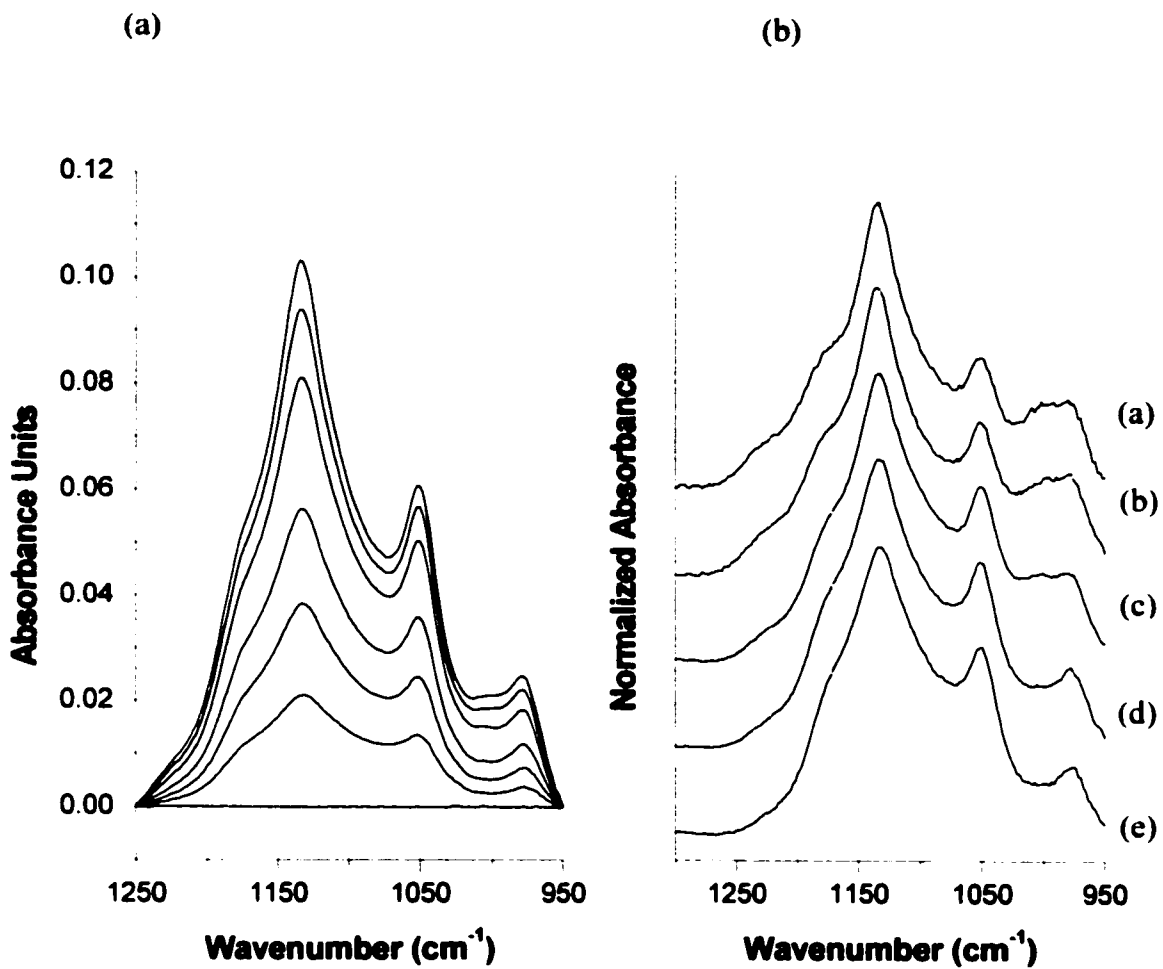 (a)
(b)
0.12
0.10
0.08
0.06
0.04
0.02
0.00
Absorbance Units
1250
1150
1050
950
Wavenumber (cm⁻¹)
Normalized Absorbance
(a)
(b)
(c)
(d)
(e)
1250
1150
1050
950
Wavenumber (cm⁻¹)